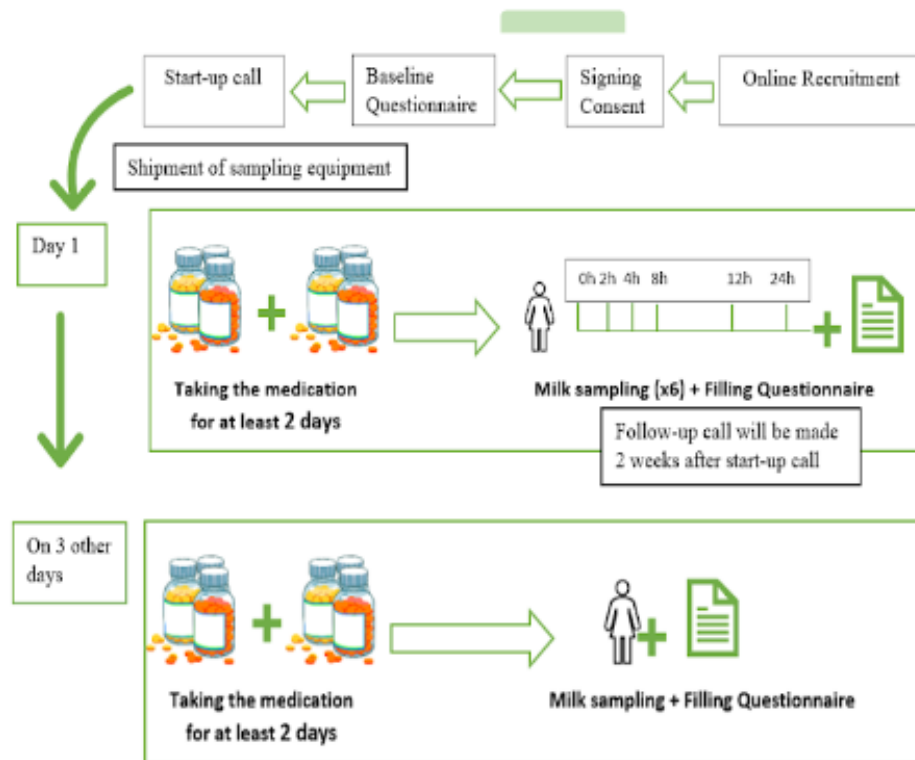 Start-up call
Baseline
Questionnaire
Signing
Consent
Online Recruitment
Shipment of sampling equipment
Day 1
0h 2h 4h 8h 12h 24h
Taking the medication
for at least 2 days
Milk sampling (x6) + Filling Questionnaire
Follow-up call will be made
2 weeks after start-up call
On 3 other
days
Taking the medication
for at least 2 days
Milk sampling + Filling Questionnaire